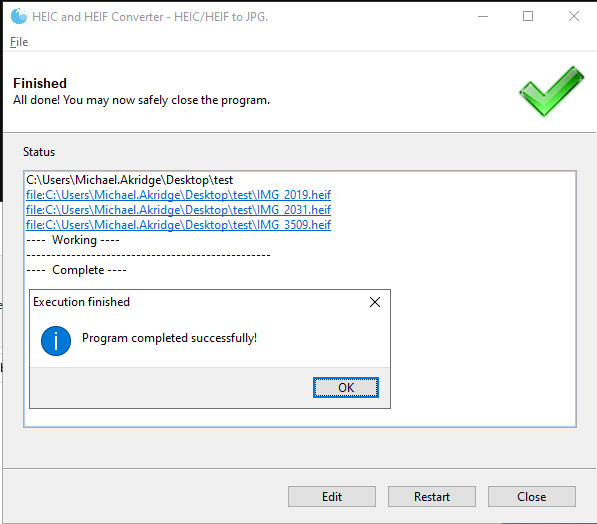 HEIC and HEIF Converter - HEIC/HEIF to JPG.
File
Finished
All done! You may now safely close the program.
Status
C:\Users\Michael.Akridge\Desktop\test
file:C:\Users\Michael.Akridge\Desktop\test\IMG_2019.heif
file:C:\Users\Michael.Akridge\Desktop\test\IMG_2031.heif
file:C:\Users\Michael.Akridge\Desktop\test\IMG_3509.heif
---- Working ----
-------------------------------------------------
---- Complete ----
Execution finished
Program completed successfully!
OK
Edit
Restart
Close